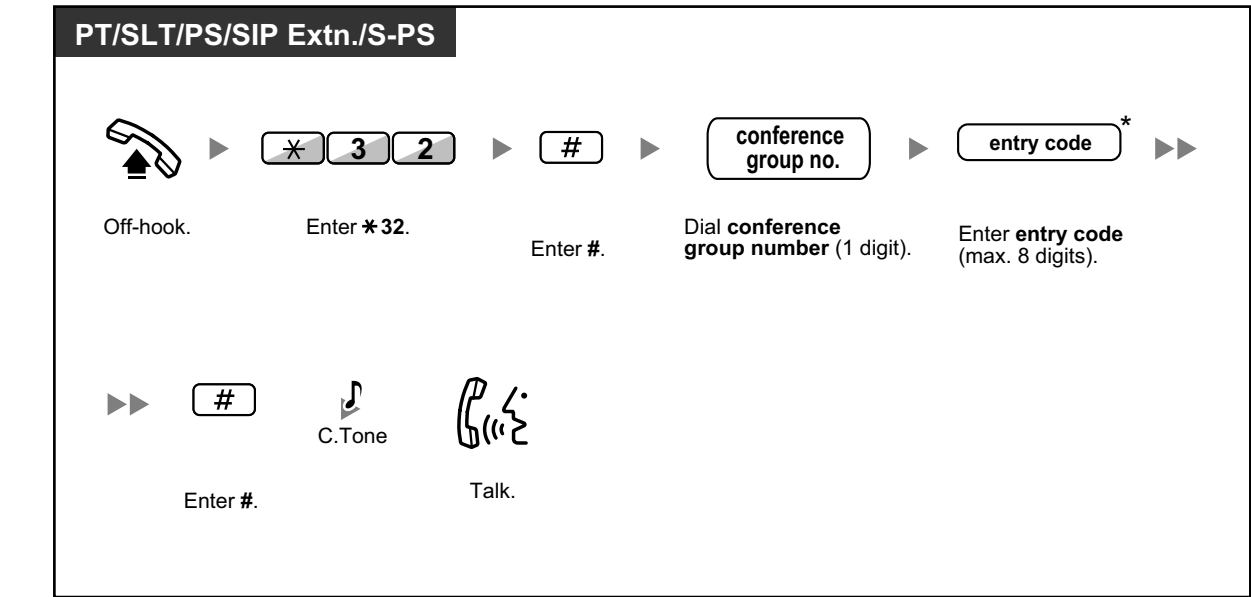 PT/SLT/PS/SIP Extn./S-PS
* 3 2
#
conference
group no.
entry code*
Off-hook.
Enter *32.
Enter #.
Dial conference
group number (1 digit).
Enter entry code
(max. 8 digits).
#
C.Tone
Enter #.
Talk.